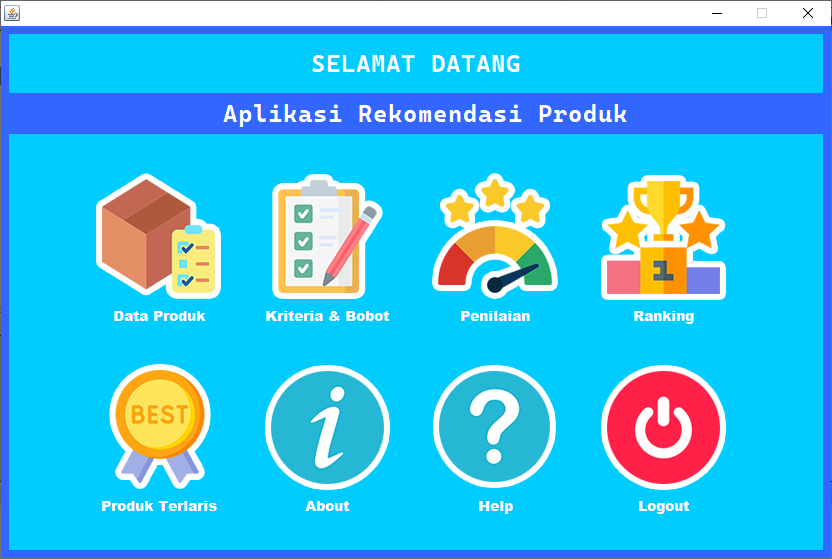 SELAMAT DATANG
Aplikasi Rekomendasi Produk
1
Data Produk
Kriteria & Bobot
Penilaian
Ranking
BEST
i
?
Produk Terlaris
About
Help
Logout